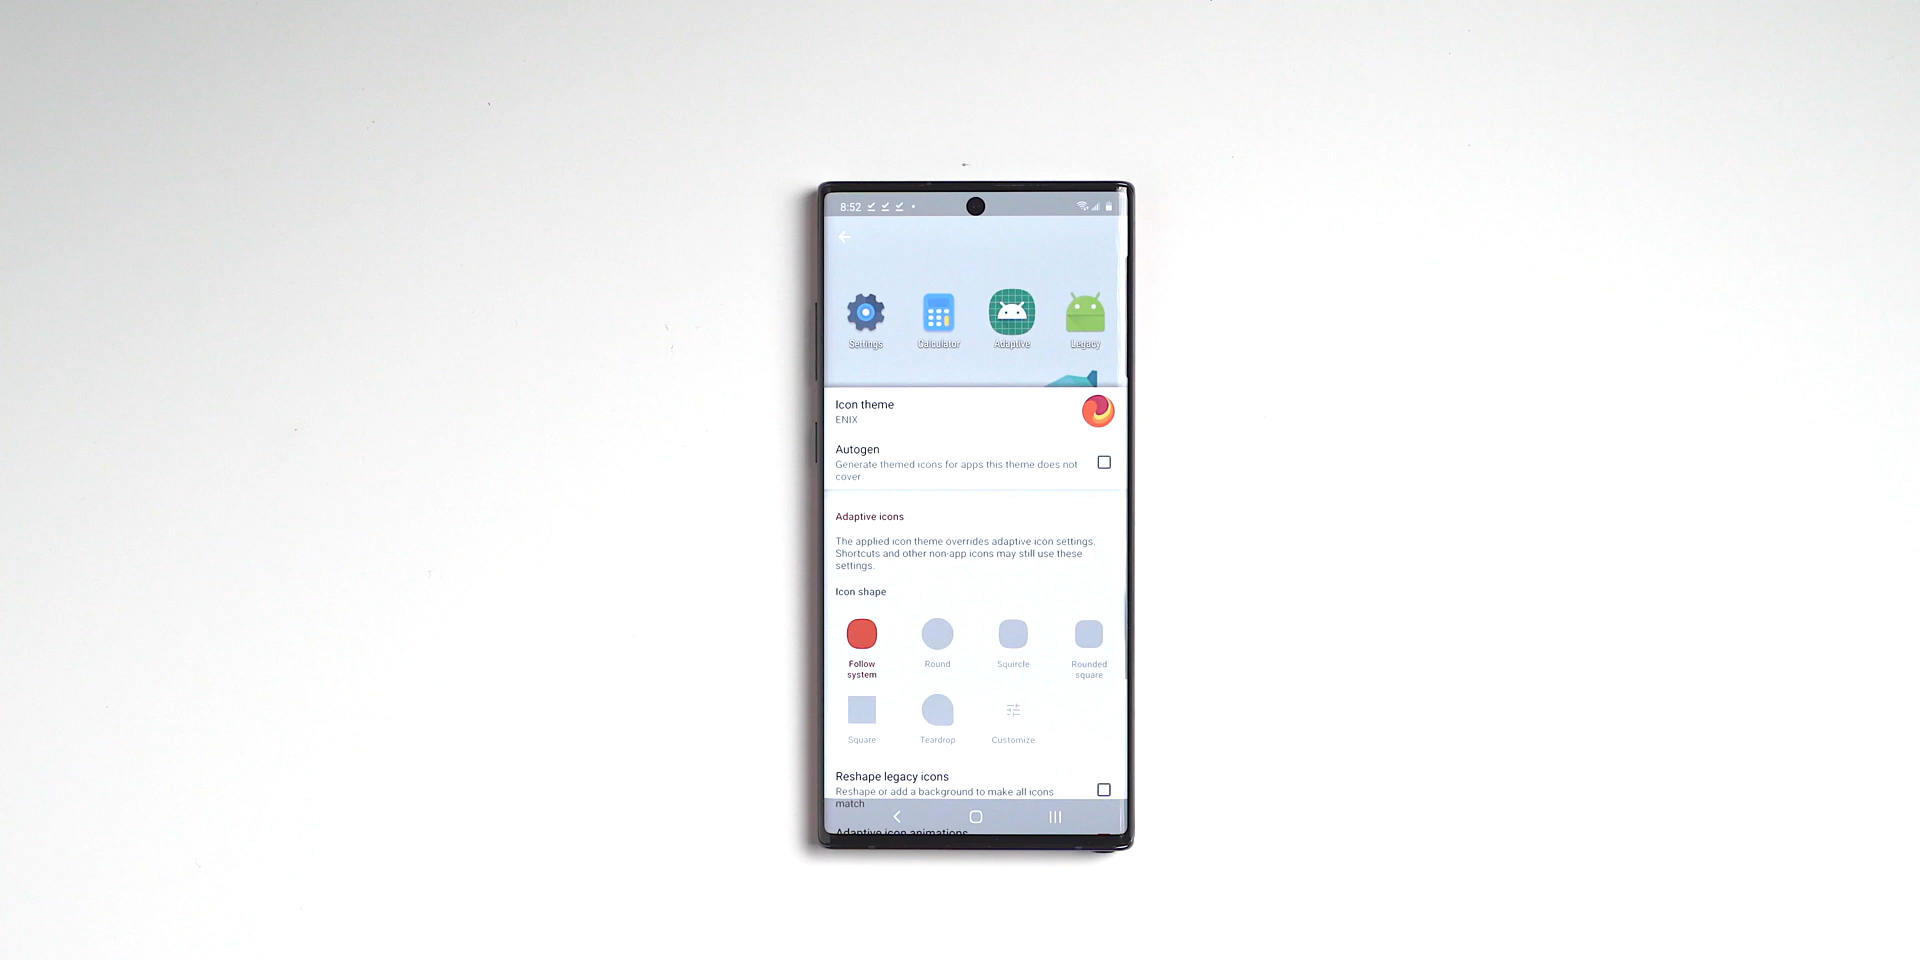 8:52
Settings Calculator Adaptive Legacy
Icon theme
ENIX
Autogen
Generate themed icons for apps this theme does not
cover
Adaptive icons
The applied icon theme overrides adaptive icon settings.
Shortcuts and other non-app icons may still use these
settings.
Icon shape
Follow
system
Round
Squircle
Rounded
square
Square
Teardrop
Customize
Reshape legacy icons
Reshape or add a background to make all icons
match
Adaptive icon animations